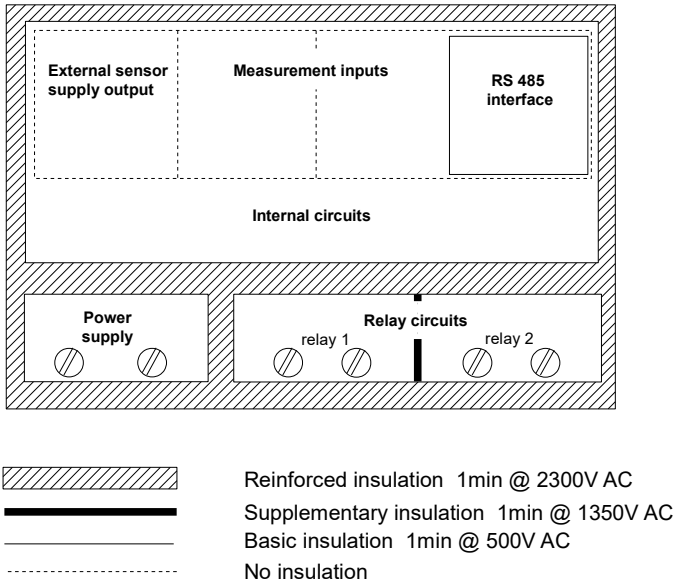 External sensor
supply output
Measurement inputs
RS 485
interface
Internal circuits
Power
supply
Relay circuits
relay 1
relay 2
Reinforced insulation 1min @ 2300V AC
Supplementary insulation 1min @ 1350V AC
Basic insulation 1min @ 500V AC
No insulation